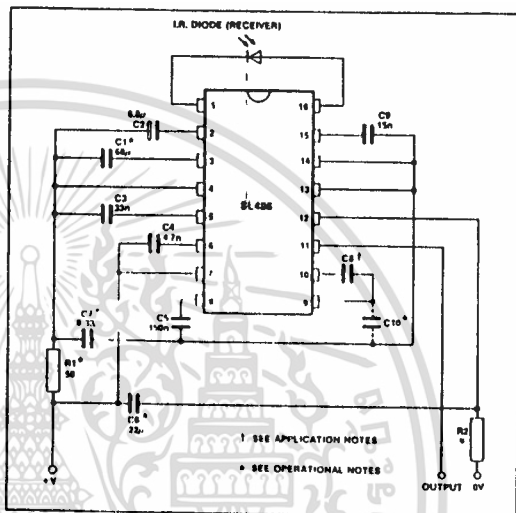 I.R. DIODE (RECEIVER)
1
16
6.8μ
C2
2
15
C9
15n
C1*
68μ
3
14
4
13
SL486
C3
33n
5
12
C4
4.7n
6
11
7
10
C8 †
8
9
C5
150n
C10*
R1*
50
C6*
22μ
† SEE APPLICATION NOTES
* SEE OPERATIONAL NOTES
R2
*
+V
OUTPUT
0V